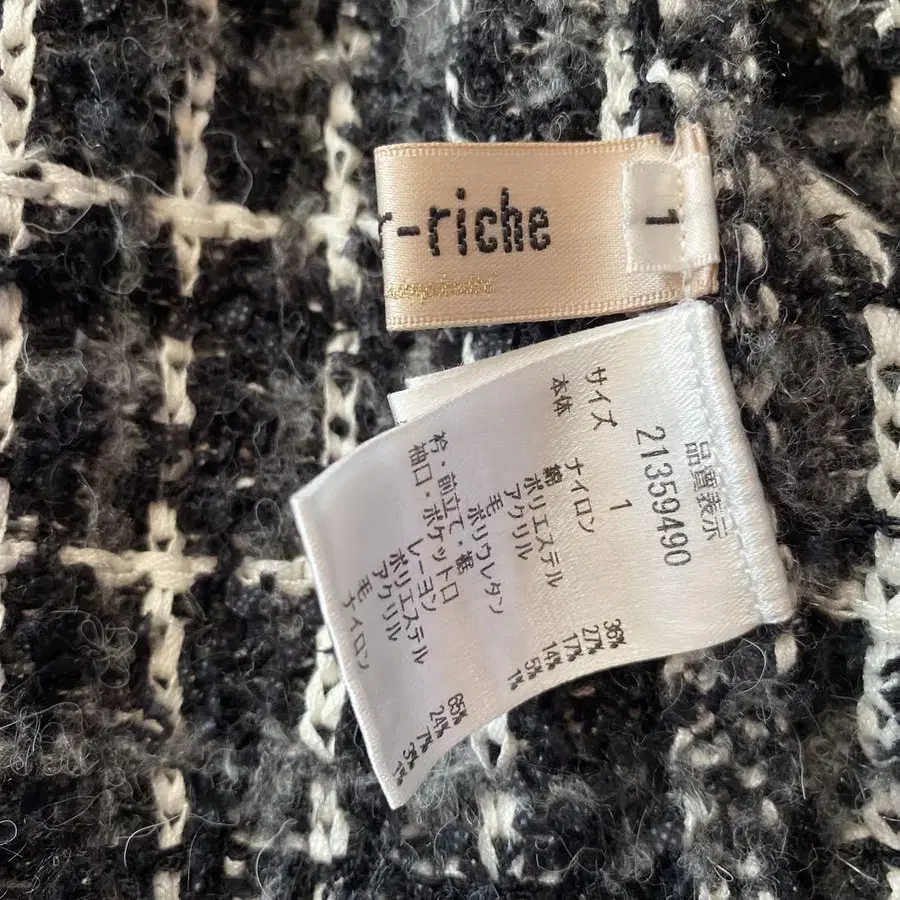 r-riche
1
品質表示
21359490
サイズ 1
本体 ナイロン 36%
綿 27%
ポリエステル 17%
アクリル 14%
毛 5%
ポリウレタン 1%
衿・前立て・裾
袖口・ポケット口
レーヨン 65%
ポリエステル 24%
アクリル 7%
毛 3%
ナイロン 1%